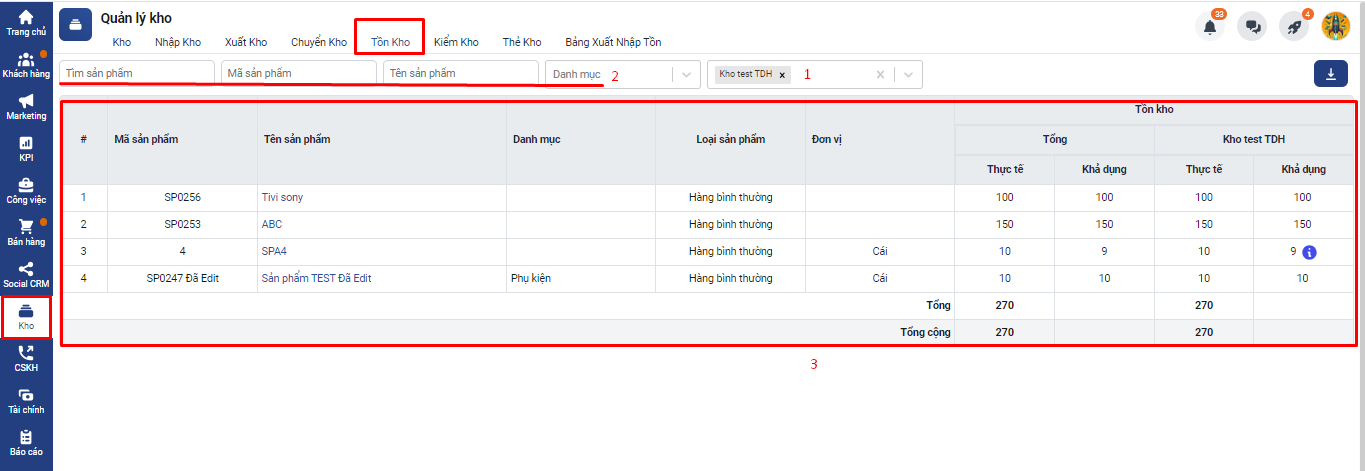 Trang chủ
Khách hàng
Marketing
KPI
Công việc
Bán hàng
Social CRM
Kho
CSKH
Tài chính
Báo cáo
Quản lý kho
33
4
Kho Nhập Kho Xuất Kho Chuyển Kho Tồn Kho Kiểm Kho Thẻ Kho Bảng Xuất Nhập Tồn
Tìm sản phẩm Mã sản phẩm Tên sản phẩm Danh mục 2 Kho test TDH × 1 ×
# Mã sản phẩm Tên sản phẩm Danh mục Loại sản phẩm Đơn vị Tồn kho
Tổng Kho test TDH
Thực tế Khả dụng Thực tế Khả dụng
1 SP0256 Tivi sony Hàng bình thường 100 100 100 100
2 SP0253 ABC Hàng bình thường 150 150 150 150
3 4 SPA4 Hàng bình thường Cái 10 9 10 9 i
4 SP0247 Đã Edit Sản phẩm TEST Đã Edit Phụ kiện Hàng bình thường Cái 10 10 10 10
Tổng 270 270
Tổng cộng 270 270
3